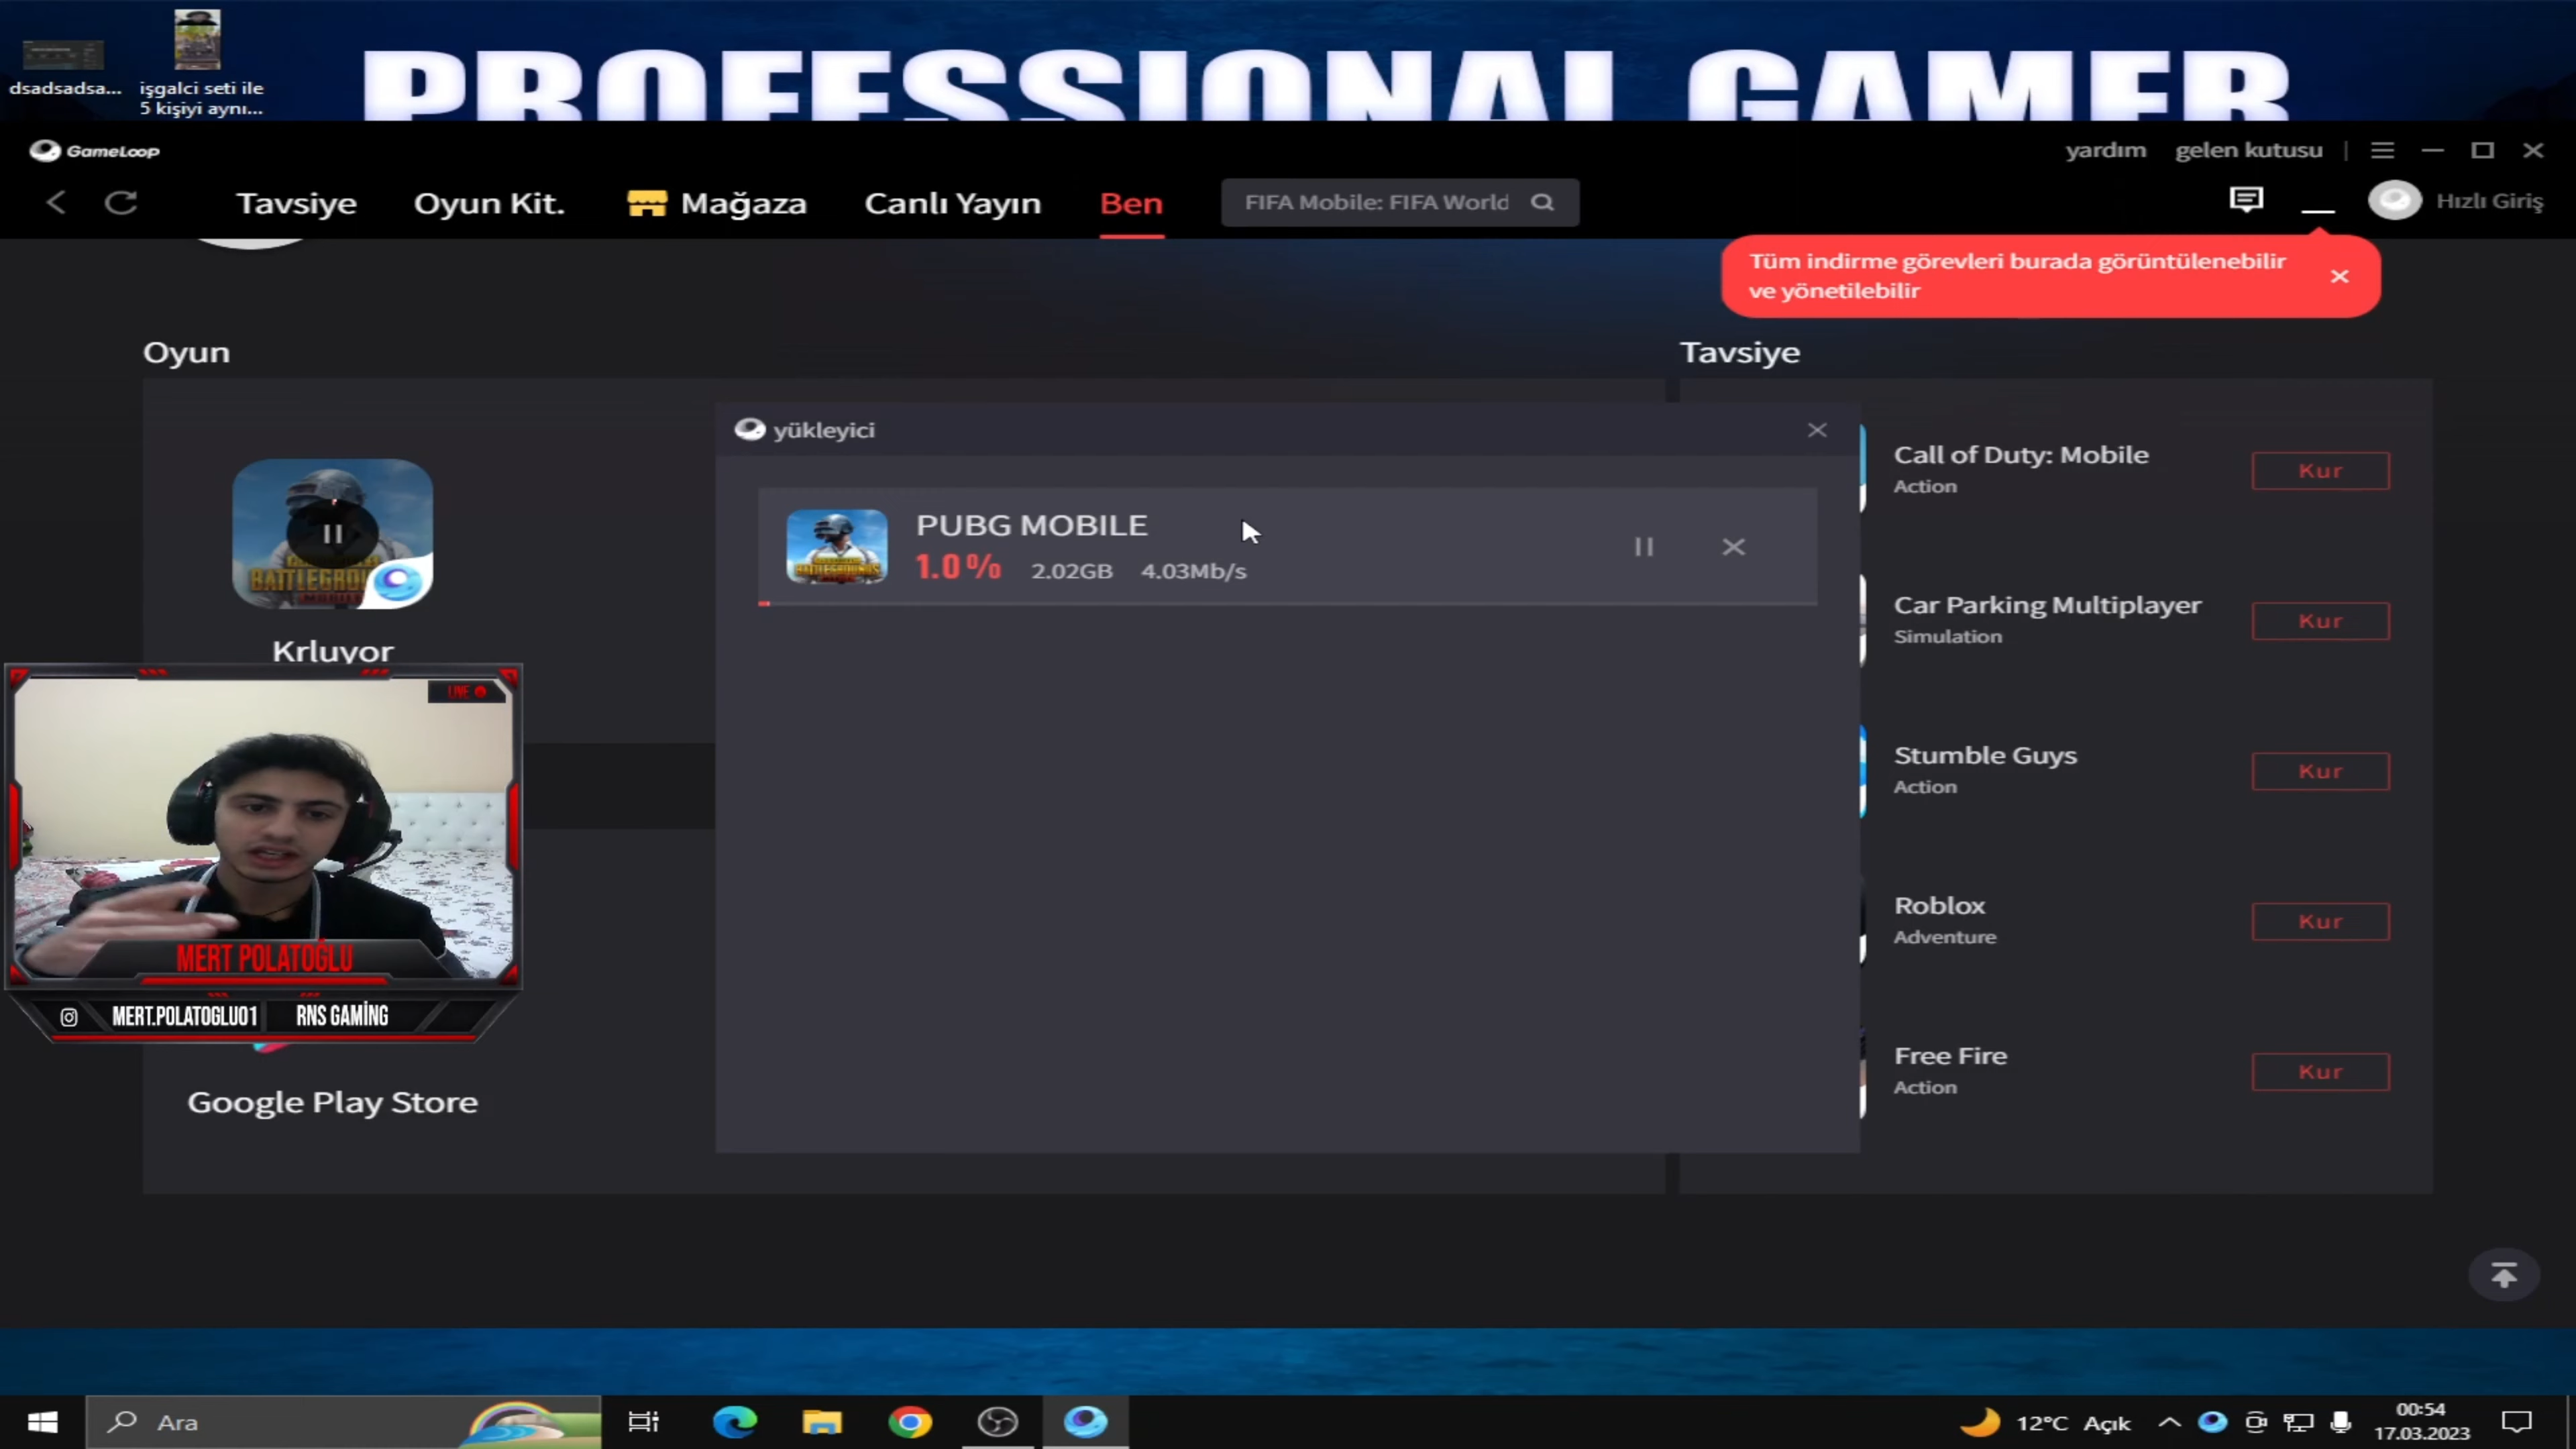 PROFESSIONAL GAMER
dsadsadsa...
işgalci seti ile
5 kişiyi aynı...
GameLoop
yardım
gelen kutusu
Tavsiye
Oyun Kit.
Mağaza
Canlı Yayın
Ben
FIFA Mobile: FIFA World
Hızlı Giriş
Tüm indirme görevleri burada görüntülenebilir
ve yönetilebilir
Oyun
Tavsiye
yükleyici
PUBG MOBILE
1.0%
2.02GB
4.03Mb/s
Krluyor
Call of Duty: Mobile
Action
Kur
Car Parking Multiplayer
Simulation
Kur
Stumble Guys
Action
Kur
Roblox
Adventure
Kur
Free Fire
Action
Kur
LIVE
MERT POLATOĞLU
MERT.POLATOGLU01
RNS GAMİNG
Google Play Store
Ara
12°C Açık
00:54
17.03.2023